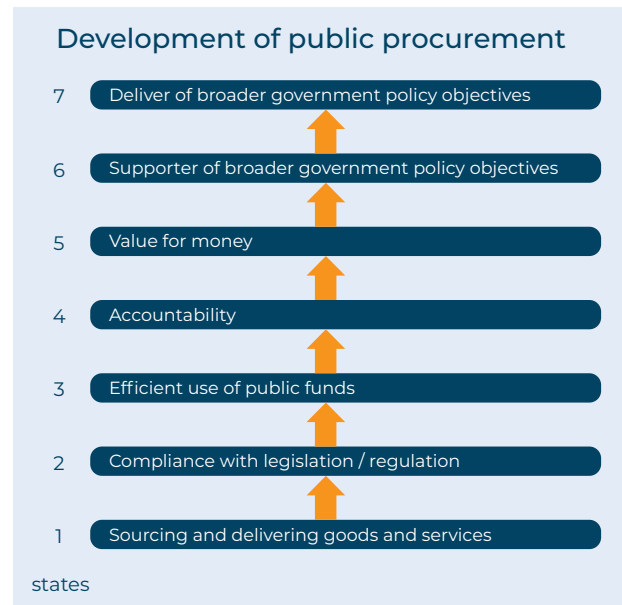 Development of public procurement
7 Deliver of broader government policy objectives
6 Supporter of broader government policy objectives
5 Value for money
4 Accountability
3 Efficient use of public funds
2 Compliance with legislation / regulation
1 Sourcing and delivering goods and services
states